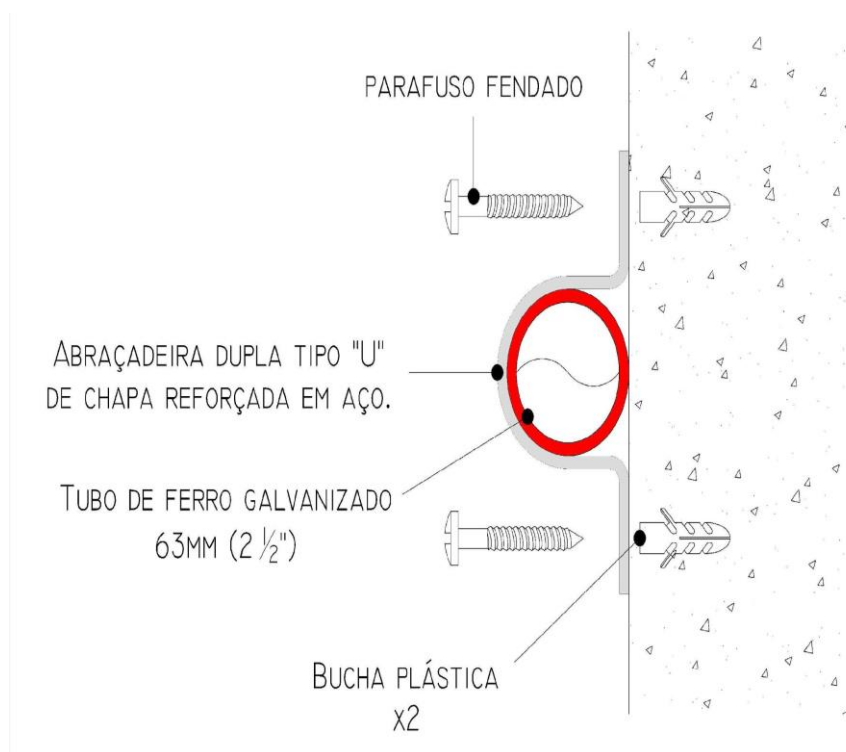 PARAFUSO FENDADO
ABRAÇADEIRA DUPLA TIPO "U"
DE CHAPA REFORÇADA EM AÇO.
TUBO DE FERRO GALVANIZADO
63MM (2 ½")
BUCHA PLÁSTICA
X2